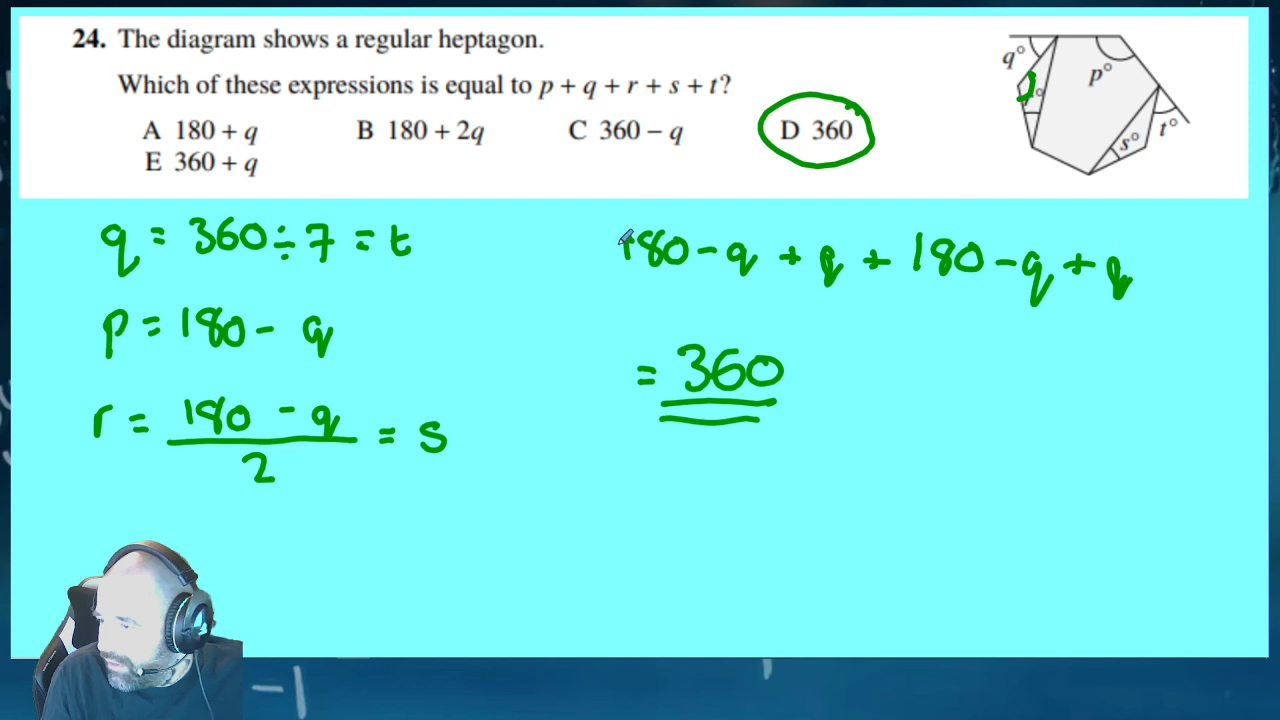 24. The diagram shows a regular heptagon.
Which of these expressions is equal to p + q + r + s + t?
A 180 + q B 180 + 2q C 360 − q D 360
E 360 + q
q°
p°
s°
t°
q = 360 ÷ 7 = t
p = 180 - q
r = 180 - q / 2 = s
180 - q + q + 180 - q + q
= 360
-1